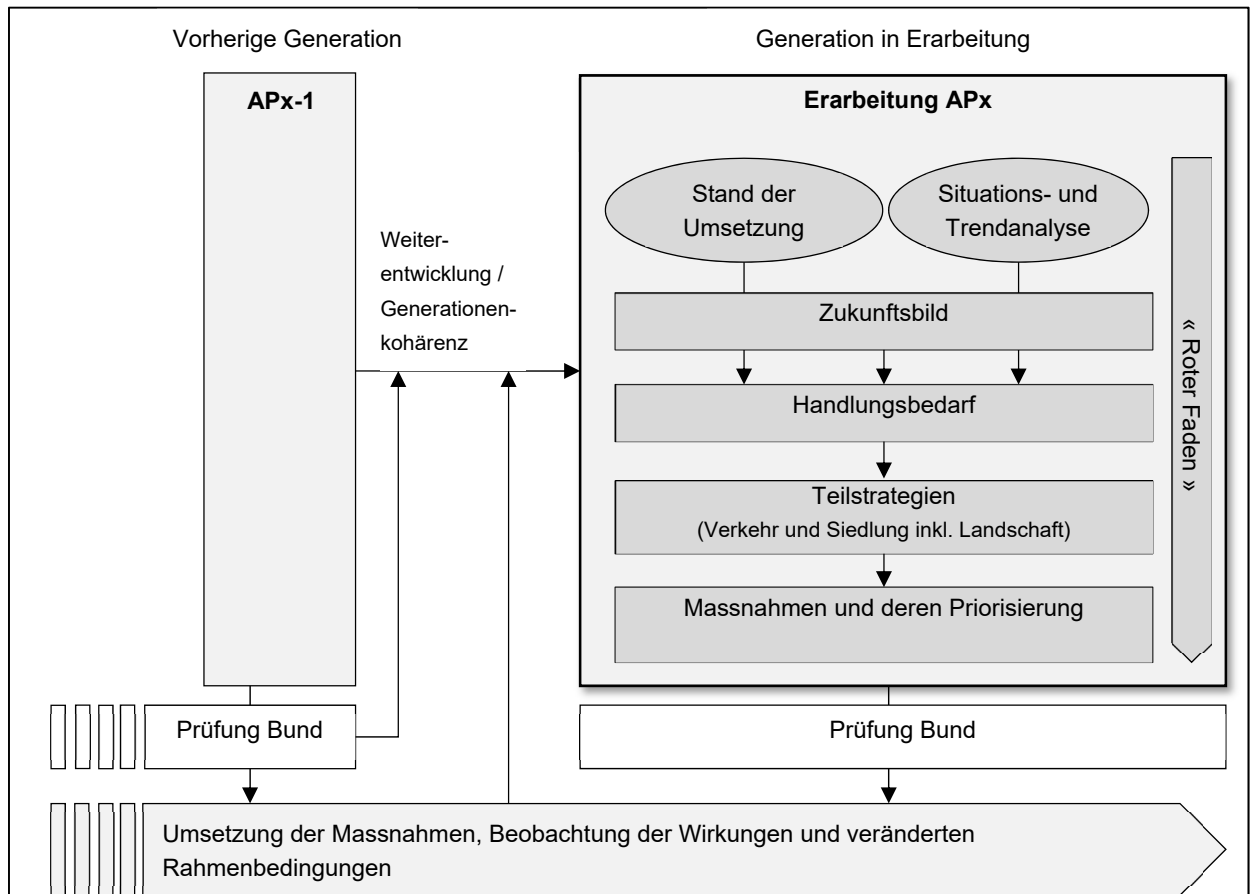 Vorherige Generation
Generation in Erarbeitung
APx-1
Erarbeitung APx
Stand der
Umsetzung
Situations- und
Trendanalyse
Weiter-
entwicklung /
Generationen-
kohärenz
Zukunftsbild
Handlungsbedarf
Teilstrategien
(Verkehr und Siedlung inkl. Landschaft)
Massnahmen und deren Priorisierung
« Roter Faden »
Prüfung Bund
Prüfung Bund
Umsetzung der Massnahmen, Beobachtung der Wirkungen und veränderten
Rahmenbedingungen